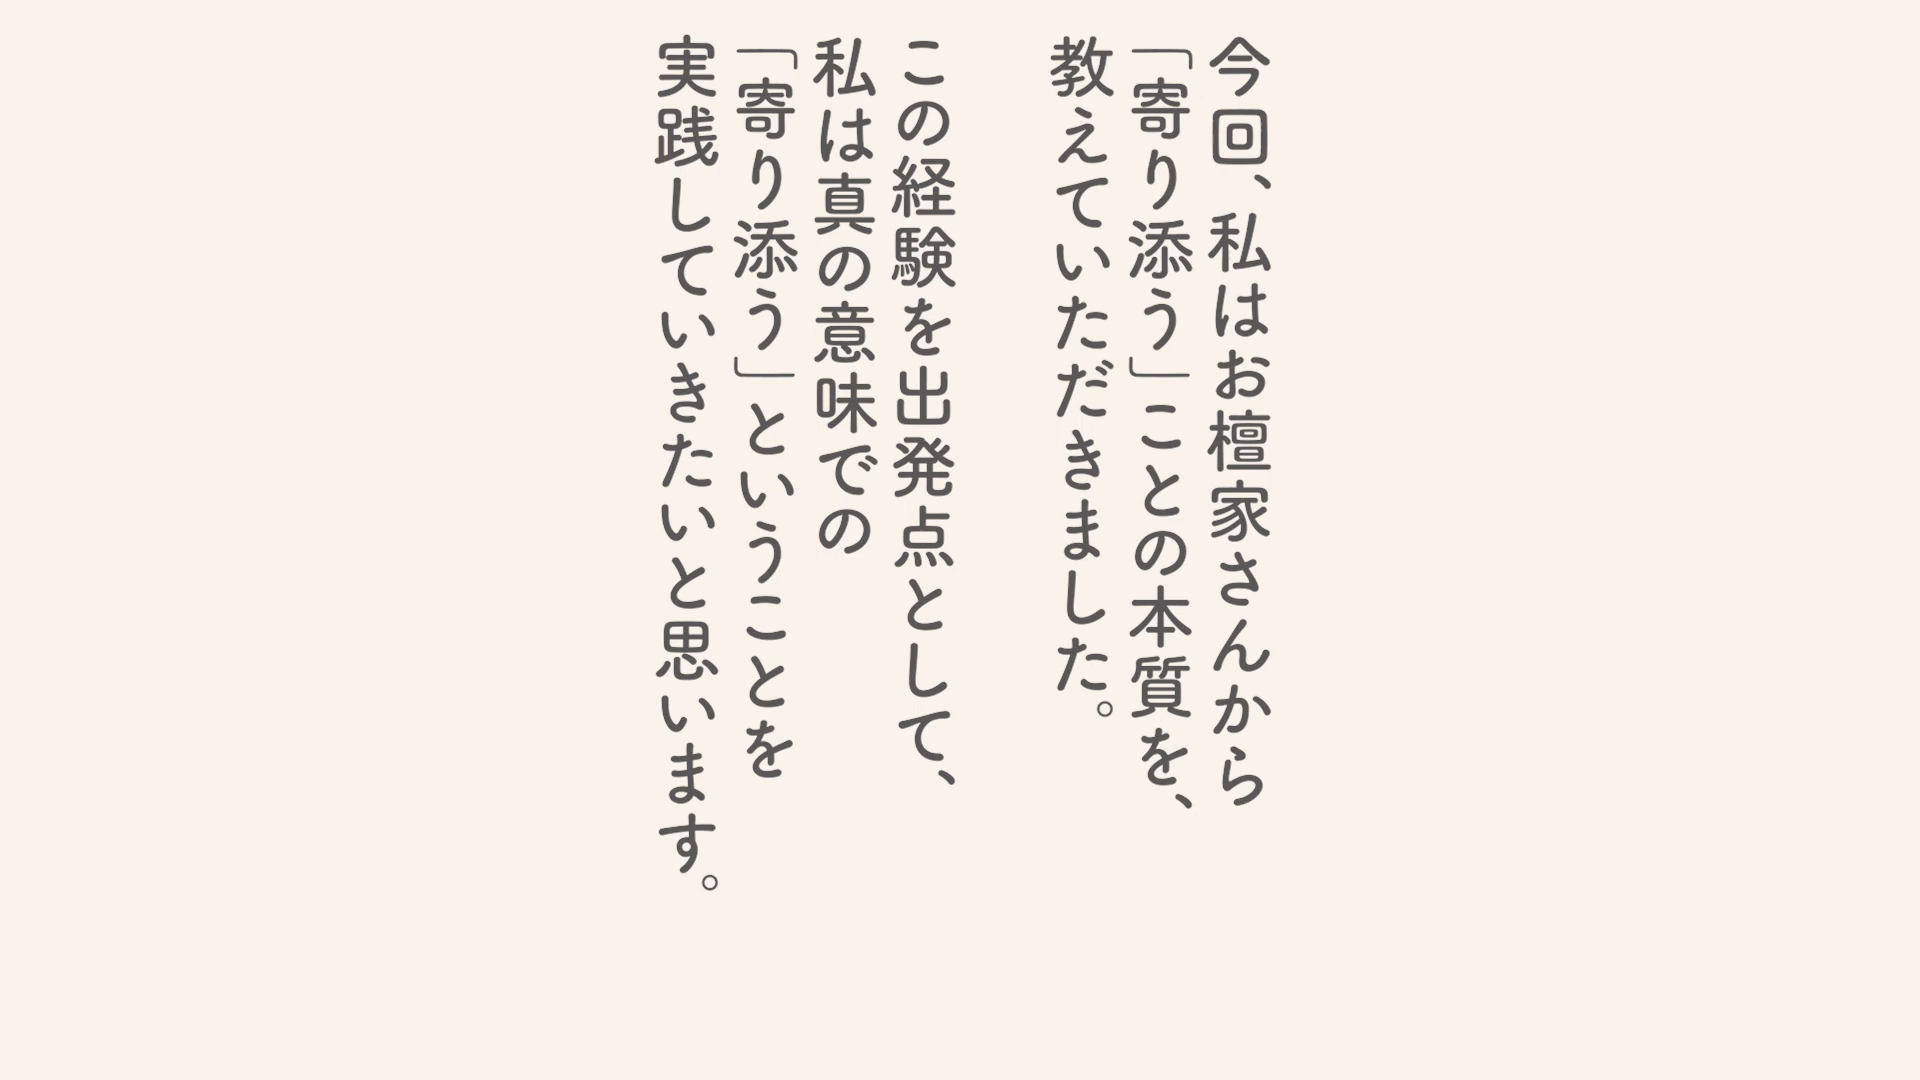 今回、私はお檀家さんから
「寄り添う」ことの本質を、
教えていただきました。
この経験を出発点として、
私は真の意味での
「寄り添う」ということを
実践していきたいと思います。